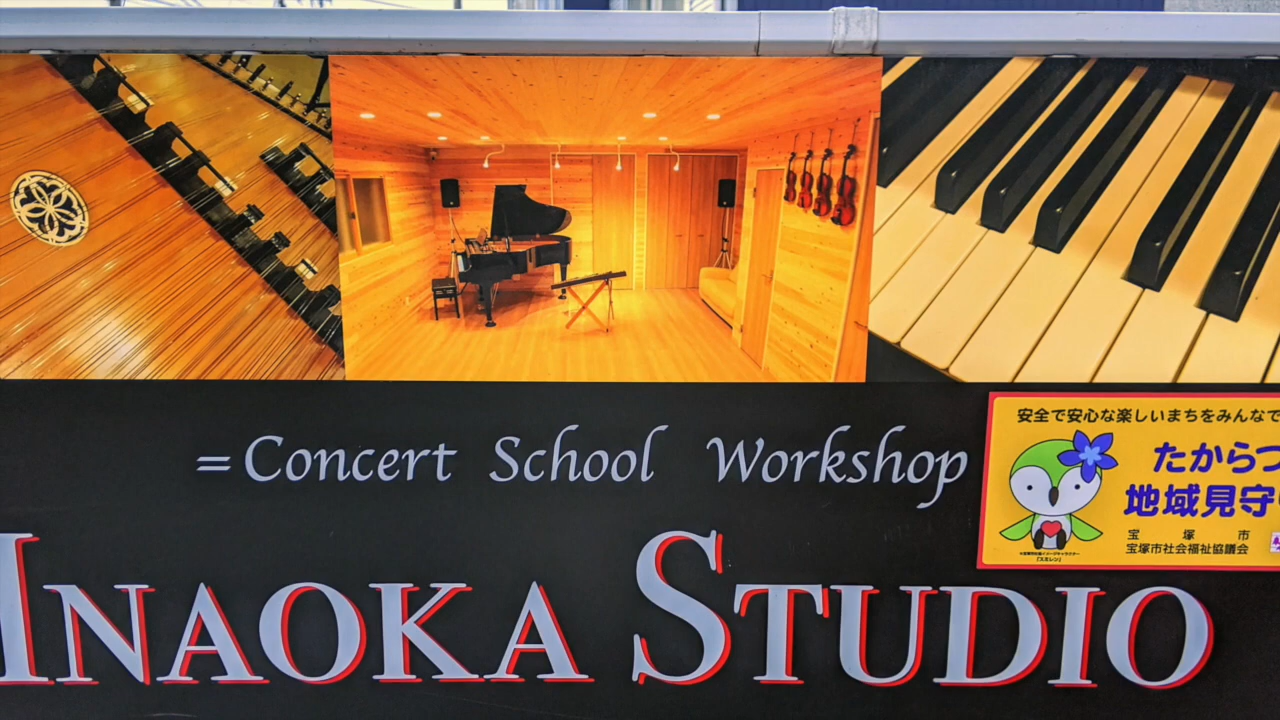 =Concert School Workshop
INAOKA STUDIO
安全で安心な楽しいまちをみんなで
たからづ
地域見守
宝塚市
宝塚市社会福祉協議会